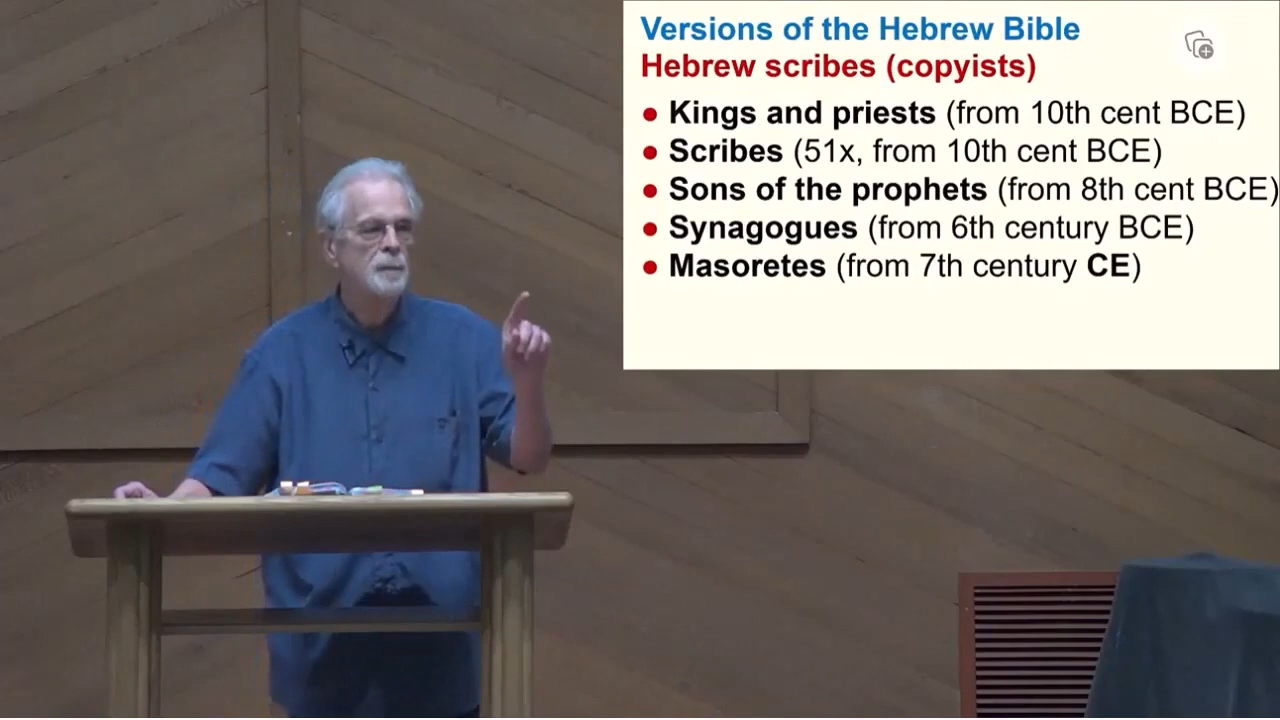 Versions of the Hebrew Bible
Hebrew scribes (copyists)
● Kings and priests (from 10th cent BCE)
● Scribes (51x, from 10th cent BCE)
● Sons of the prophets (from 8th cent BCE)
● Synagogues (from 6th century BCE)
● Masoretes (from 7th century CE)